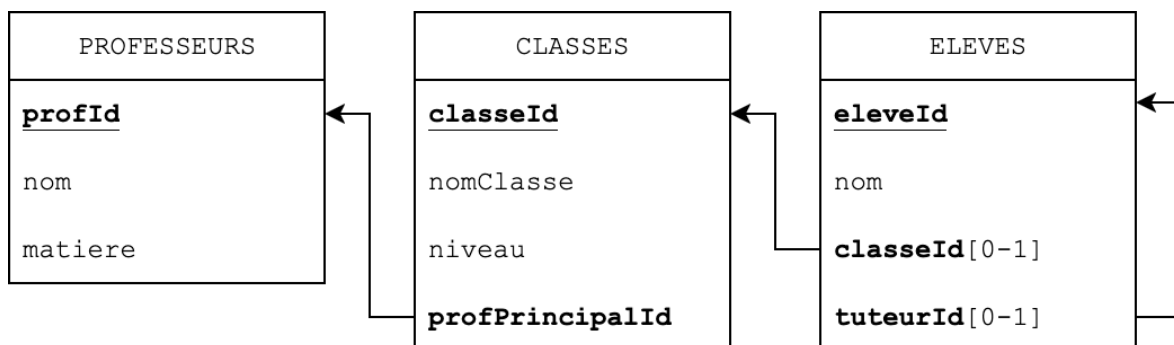 PROFESSEURS
profId
nom
matiere
CLASSES
classeId
nomClasse
niveau
profPrincipalId
ELEVES
eleveId
nom
classeId[0-1]
tuteurId[0-1]